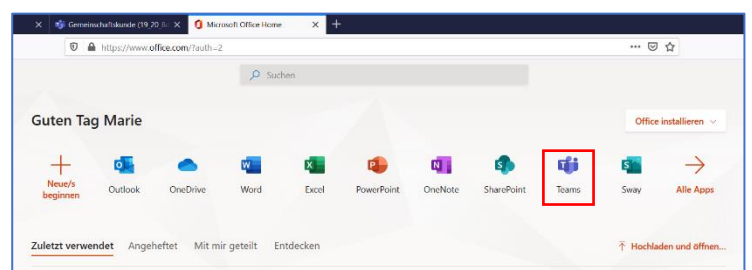 Gemeinschaftskunde (19_20_
Microsoft Office Home
https://www.office.com/?auth=2
Suchen
Guten Tag Marie
Office installieren
Neue/s beginnen
Outlook
OneDrive
Word
Excel
PowerPoint
OneNote
SharePoint
Teams
Sway
Alle Apps
Zuletzt verwendet Angeheftet Mit mir geteilt Entdecken
Hochladen und öffnen...